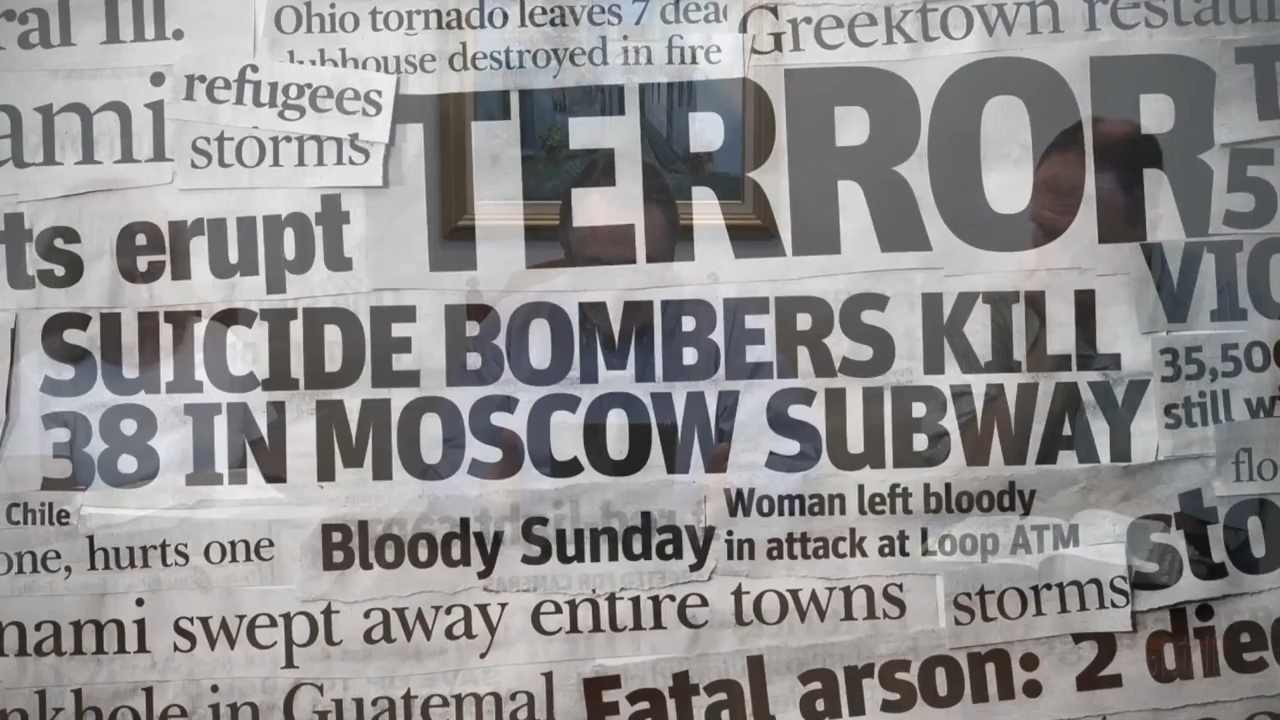 ral Ill.
Ohio tornado leaves 7 dea
clubhouse destroyed in fire
Greektown restau
ami
refugees
storms
TERROR
5
ts erupt
VIC
SUICIDE BOMBERS KILL
38 IN MOSCOW SUBWAY
35,50
still w
flo
Chile
one, hurts one
Bloody Sunday
Woman left bloody
in attack at Loop ATM
sto
nami swept away entire towns
storms
nkhole in Guatemal
Fatal arson: 2 died